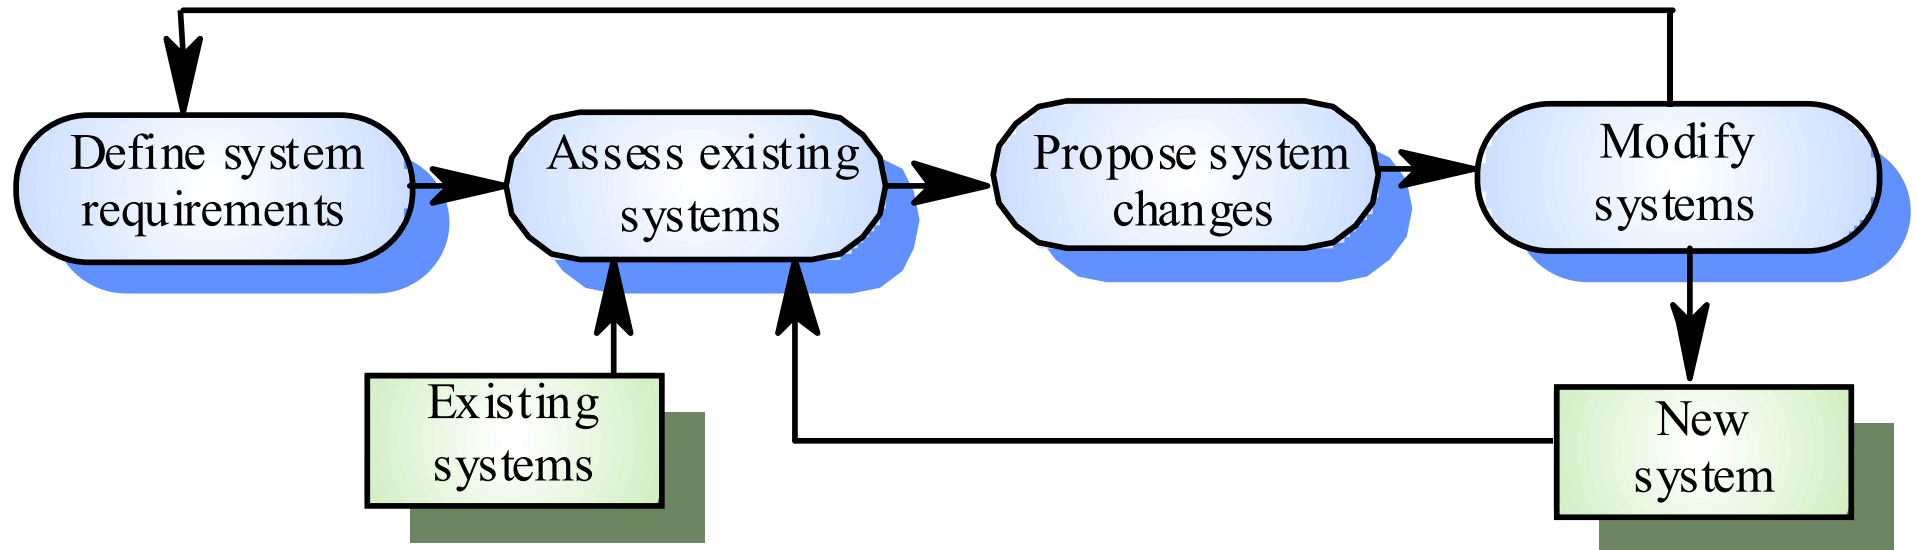 Define system
requirements
Assess existing
systems
Propose system
changes
Modify
systems
Existing
systems
New
system